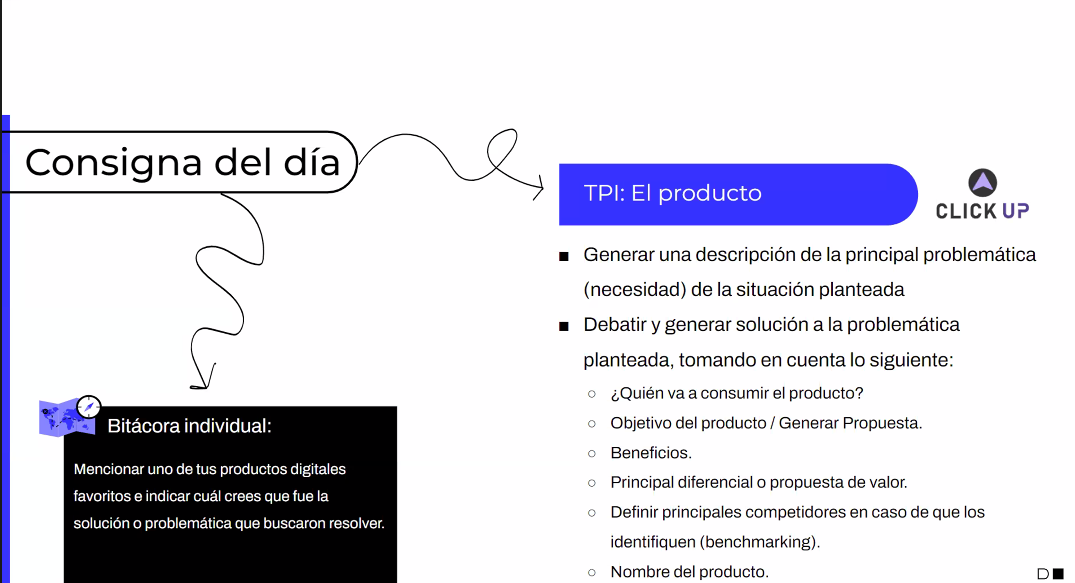 Consigna del día
TPI: El producto
CLICK UP
■ Generar una descripción de la principal problemática
(necesidad) de la situación planteada
■ Debatir y generar solución a la problemática
planteada, tomando en cuenta lo siguiente:
○ ¿Quién va a consumir el producto?
○ Objetivo del producto / Generar Propuesta.
○ Beneficios.
○ Principal diferencial o propuesta de valor.
○ Definir principales competidores en caso de que los
identifiquen (benchmarking).
○ Nombre del producto.
Bitácora individual:
Mencionar uno de tus productos digitales
favoritos e indicar cuál crees que fue la
solución o problemática que buscaron resolver.
D